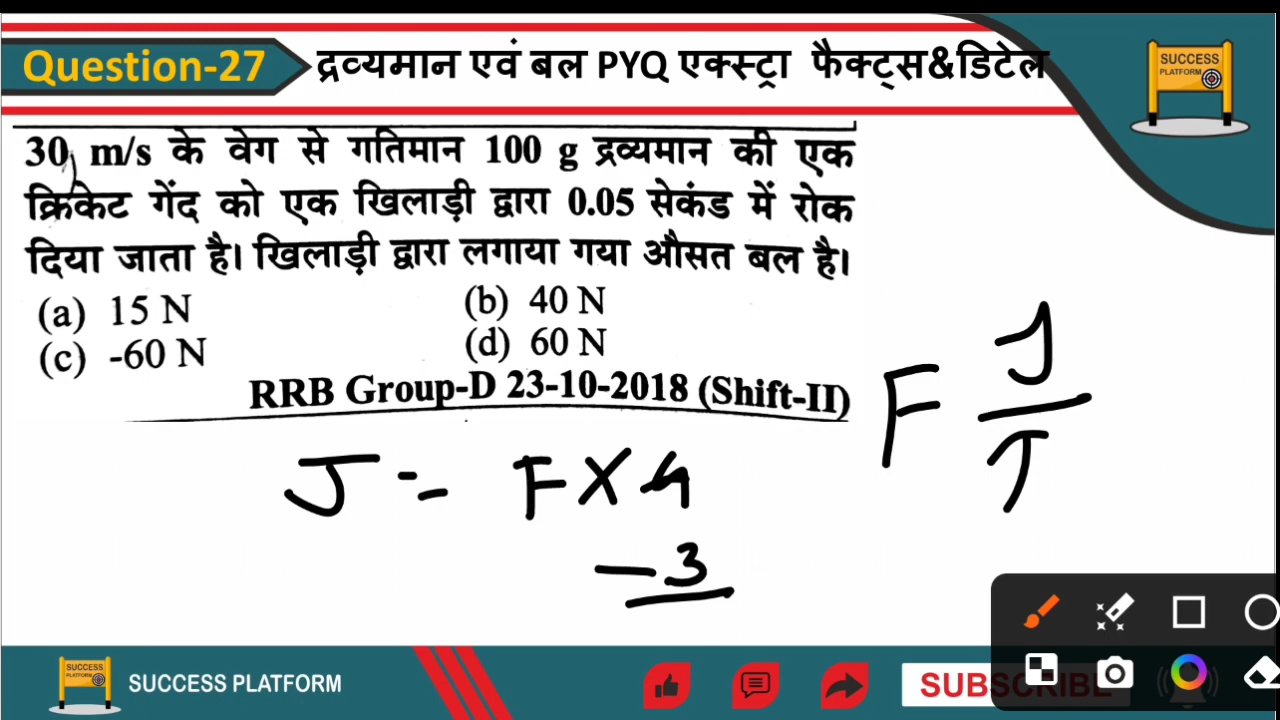 Question-27
द्रव्यमान एवं बल PYQ एक्स्ट्रा फैक्ट्स&डिटेल
SUCCESS
PLATFORM
30 m/s के वेग से गतिमान 100 g द्रव्यमान की एक
क्रिकेट गेंद को एक खिलाड़ी द्वारा 0.05 सेकंड में रोक
दिया जाता है। खिलाड़ी द्वारा लगाया गया औसत बल है।
(a) 15 N
(b) 40 N
(c) -60 N
(d) 60 N
RRB Group-D 23-10-2018 (Shift-II)
F J
T
J = F X
-3
SUCCESS
PLATFORM
SUCCESS PLATFORM
SUBSCRIBE